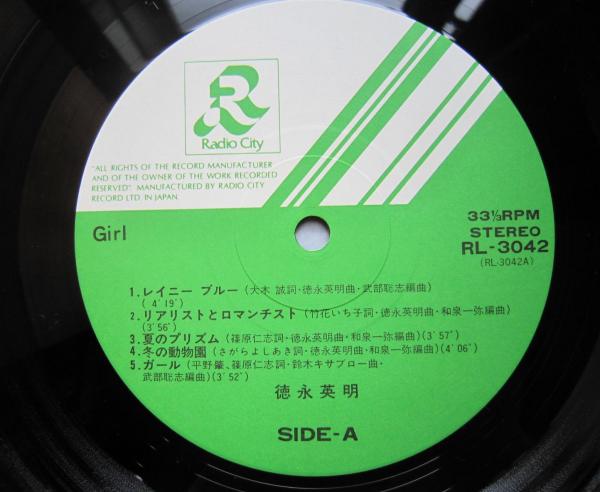 R
Radio City
"ALL RIGHTS OF THE RECORD MANUFACTURER
AND OF THE OWNER OF THE WORK RECORDED
RESERVED". MANUFACTURED BY RADIO CITY
RECORD LTD. IN JAPAN.
Girl
33⅓RPM
STEREO
RL-3042
(RL-3042A)
1.レイニー ブルー(大木 誠詞・徳永英明曲・武部聡志編曲)
(4'19")
2.リアリストとロマンチスト(竹花いち子詞・徳永英明曲・和泉一弥編曲)
(3'56")
3.夏のプリズム(篠原仁志詞・徳永英明曲・和泉一弥編曲)(3'57")
4.冬の動物園(さがらよしあき詞・徳永英明曲・和泉一弥編曲)(4'06")
5.ガール(平野肇、篠原仁志詞・鈴木キサブロー曲・
武部聡志編曲)(3'52")
徳永英明
SIDE-A